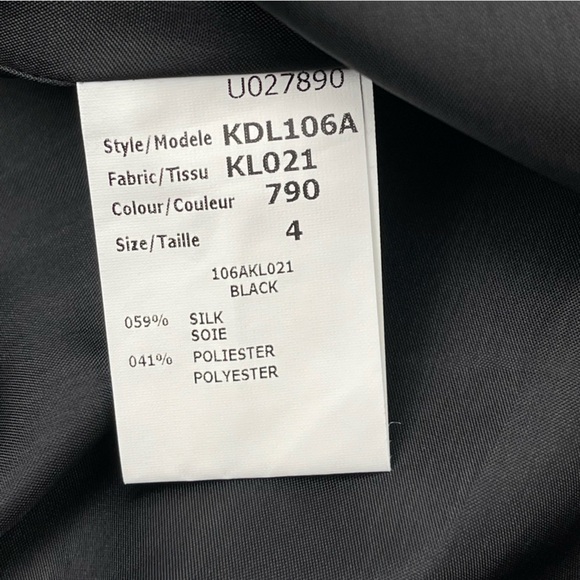 U027890
Style/Modele KDL106A
Fabric/Tissu KL021
Colour/Couleur 790
Size/Taille 4
106AKL021
BLACK
059% SILK
SOIE
041% POLIESTER
POLYESTER